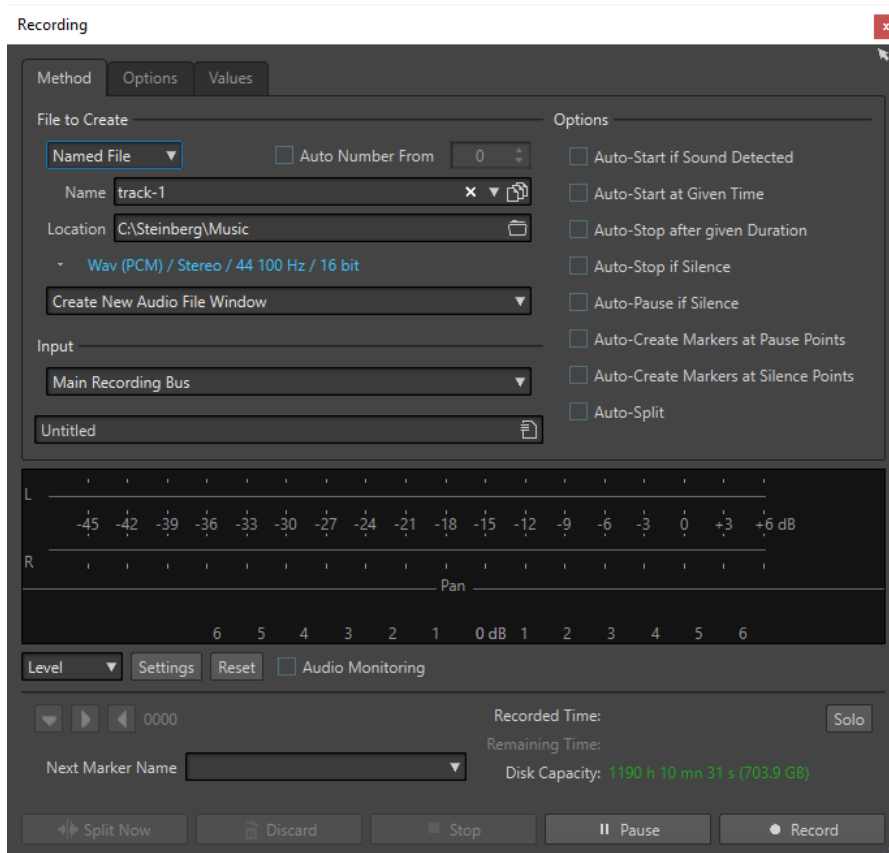 Recording
x
Method Options Values
File to Create
Named File Auto Number From 0
Name track-1
Location C:\Steinberg\Music
- Wav (PCM) / Stereo / 44 100 Hz / 16 bit
Create New Audio File Window
Input
Main Recording Bus
Untitled
Options
Auto-Start if Sound Detected
Auto-Start at Given Time
Auto-Stop after given Duration
Auto-Stop if Silence
Auto-Pause if Silence
Auto-Create Markers at Pause Points
Auto-Create Markers at Silence Points
Auto-Split
L
-45 -42 -39 -36 -33 -30 -27 -24 -21 -18 -15 -12 -9 -6 -3 0 +3 +6 dB
R
Pan
6 5 4 3 2 1 0 dB 1 2 3 4 5 6
Level Settings Reset Audio Monitoring
0000 Recorded Time: Solo
Remaining Time:
Next Marker Name Disk Capacity: 1190 h 10 mn 31 s (703.9 GB)
Split Now Discard Stop Pause Record